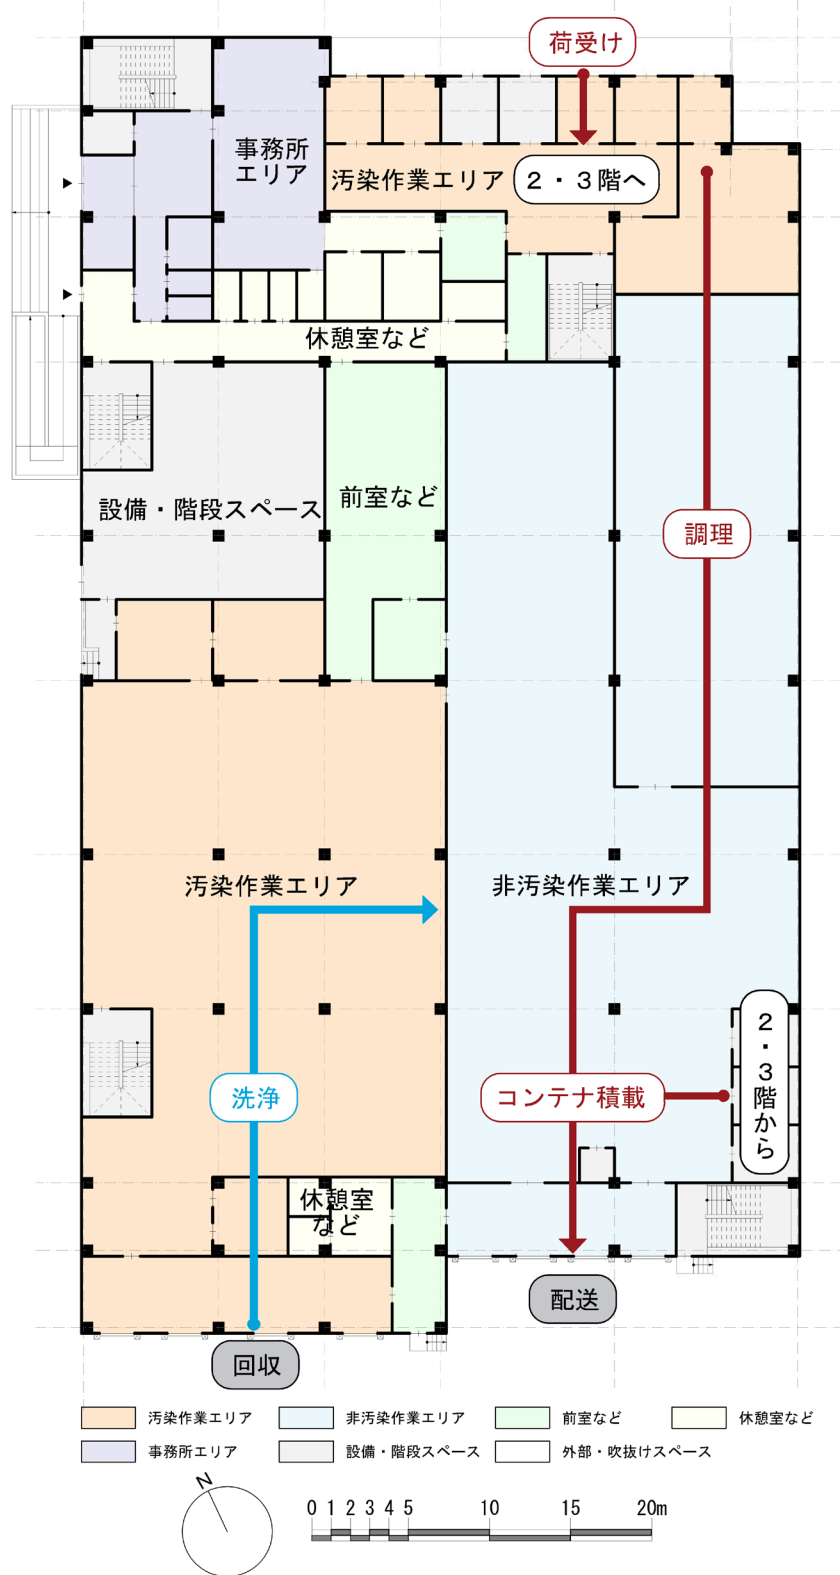 荷受け
事務所
エリア
汚染作業エリア
２・３階へ
休憩室など
設備・階段スペース
前室など
調理
汚染作業エリア
非汚染作業エリア
２・３階から
洗浄
コンテナ積載
休憩室
など
配送
回収
汚染作業エリア
非汚染作業エリア
前室など
休憩室など
事務所エリア
設備・階段スペース
外部・吹抜けスペース
N
0 1 2 3 4 5 10 15 20m